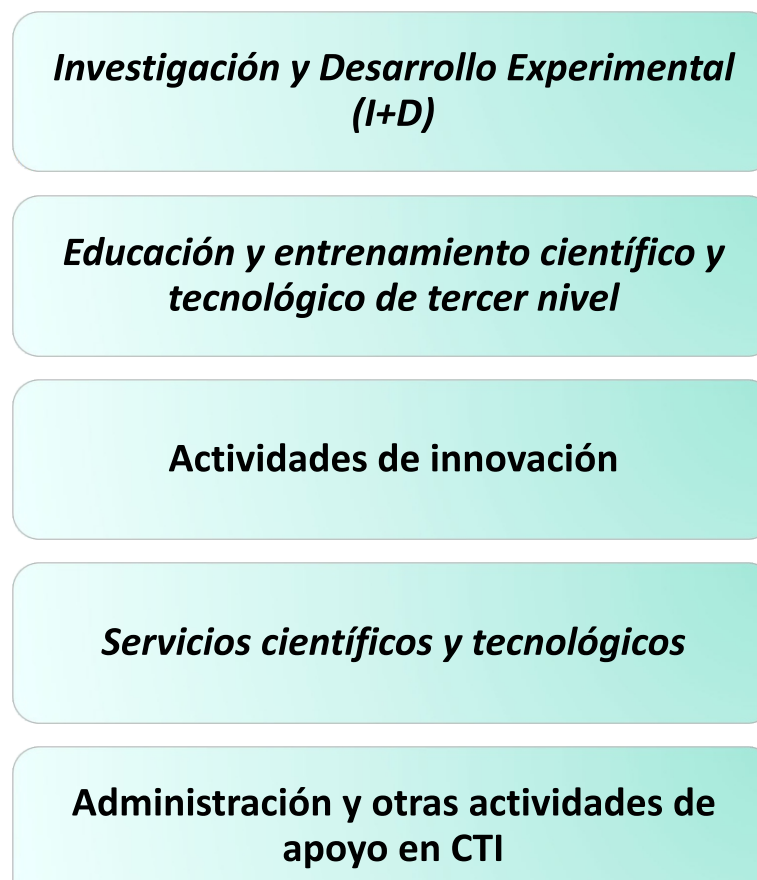 Investigación y Desarrollo Experimental
(I+D)
Educación y entrenamiento científico y
tecnológico de tercer nivel
Actividades de innovación
Servicios científicos y tecnológicos
Administración y otras actividades de
apoyo en CTI